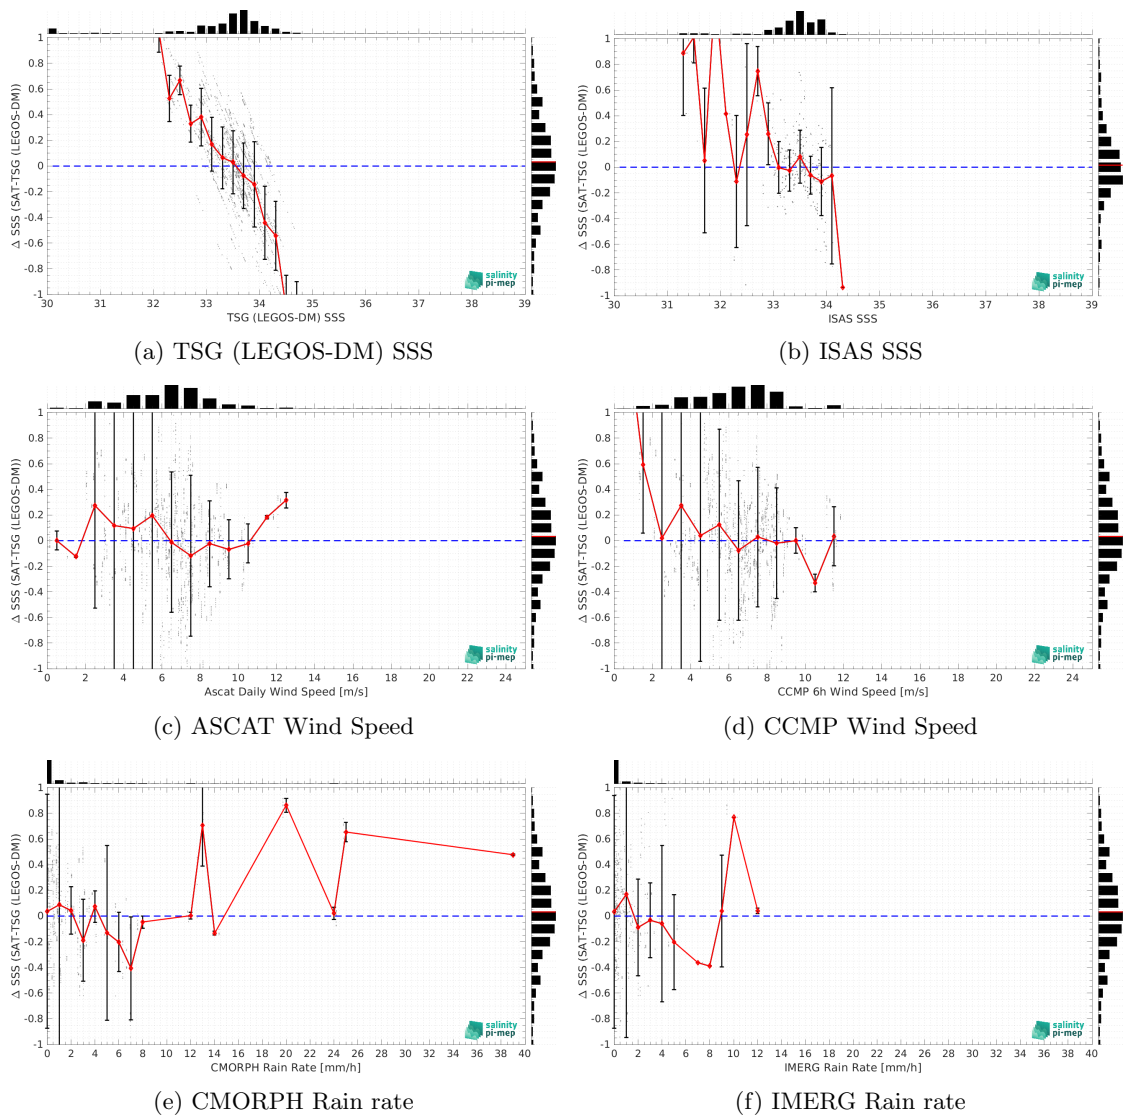 1
0.8
0.6
0.4
0.2
0
-0.2
-0.4
-0.6
-0.8
-1
Δ SSS (SAT-TSG (LEGOS-DM))
30 31 32 33 34 35 36 37 38 39
TSG (LEGOS-DM) SSS
salinity
pi-mep
(a) TSG (LEGOS-DM) SSS
1
0.8
0.6
0.4
0.2
0
-0.2
-0.4
-0.6
-0.8
-1
Δ SSS (SAT-TSG (LEGOS-DM))
30 31 32 33 34 35 36 37 38 39
ISAS SSS
salinity
pi-mep
(b) ISAS SSS
1
0.8
0.6
0.4
0.2
0
-0.2
-0.4
-0.6
-0.8
-1
Δ SSS (SAT-TSG (LEGOS-DM))
0 2 4 6 8 10 12 14 16 18 20 22 24
Ascat Daily Wind Speed [m/s]
salinity
pi-mep
(c) ASCAT Wind Speed
1
0.8
0.6
0.4
0.2
0
-0.2
-0.4
-0.6
-0.8
-1
Δ SSS (SAT-TSG (LEGOS-DM))
0 2 4 6 8 10 12 14 16 18 20 22 24
CCMP 6h Wind Speed [m/s]
salinity
pi-mep
(d) CCMP Wind Speed
1
0.8
0.6
0.4
0.2
0
-0.2
-0.4
-0.6
-0.8
-1
Δ SSS (SAT-TSG (LEGOS-DM))
0 2 4 6 8 10 12 14 16 18 20 22 24 26 28 30 32 34 36 38 40
CMORPH Rain Rate [mm/h]
salinity
pi-mep
(e) CMORPH Rain rate
1
0.8
0.6
0.4
0.2
0
-0.2
-0.4
-0.6
-0.8
-1
Δ SSS (SAT-TSG (LEGOS-DM))
0 2 4 6 8 10 12 14 16 18 20 22 24 26 28 30 32 34 36 38 40
IMERG Rain Rate [mm/h]
salinity
pi-mep
(f) IMERG Rain rate